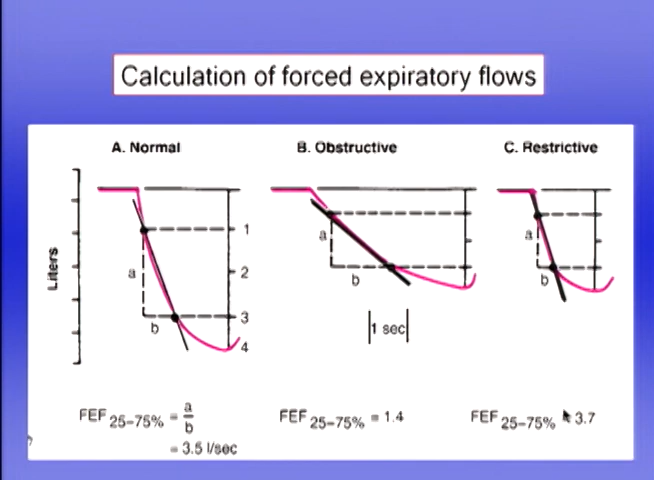 Calculation of forced expiratory flows
A. Normal
B. Obstructive
C. Restrictive
Liters
a
b
1
2
3
4
a
b
a
b
1 sec
FEF 25–75% = a/b
= 3.5 l/sec
FEF 25–75% = 1.4
FEF 25–75% 3.7